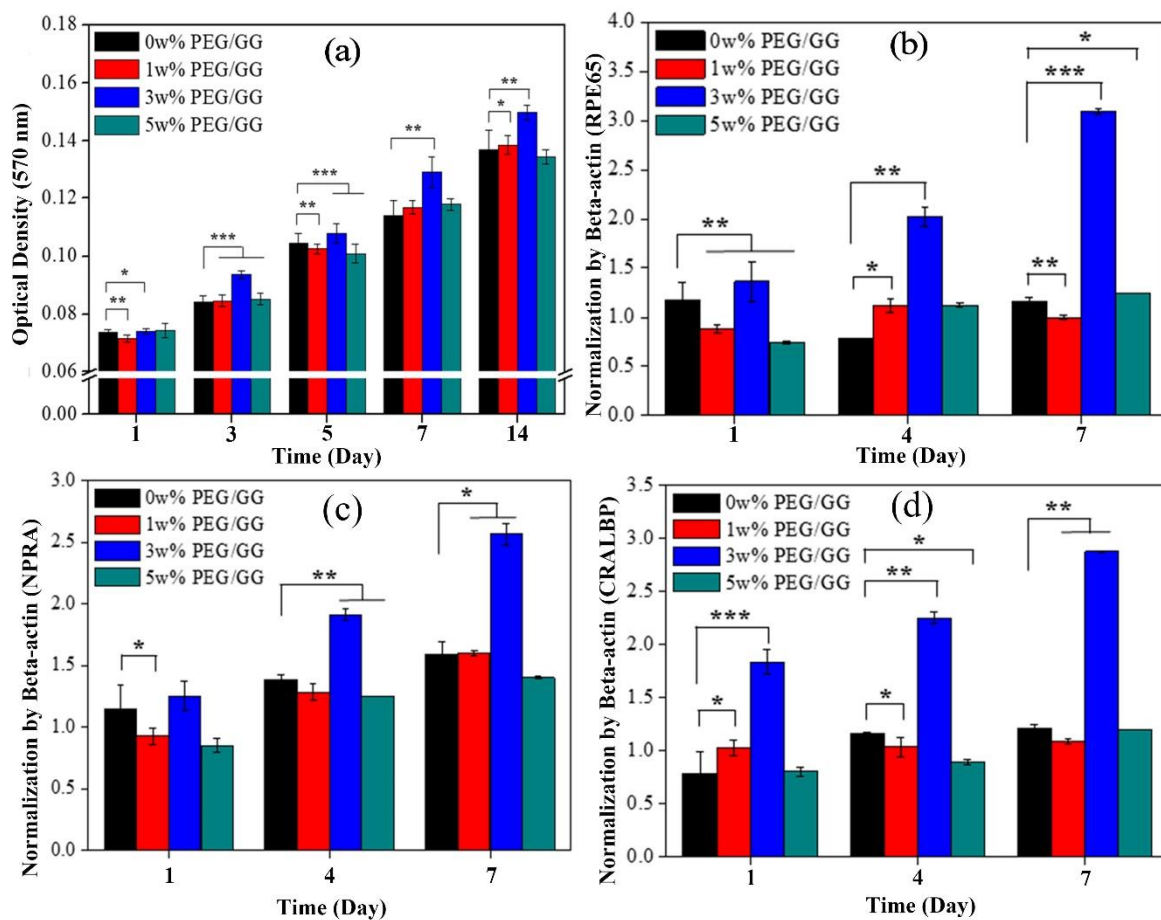 0.18
0.16
0.14
0.12
0.10
0.08
0.06
0.00
Optical Density (570 nm)
0w% PEG/GG
1w% PEG/GG
3w% PEG/GG
5w% PEG/GG
(a)
*
**
***
***
**
**
**
*
1 3 5 7 14
Time (Day)
4.0
3.5
3.0
2.5
2.0
1.5
1.0
0.5
0.0
Normalization by Beta-actin (RPE65)
0w% PEG/GG
1w% PEG/GG
3w% PEG/GG
5w% PEG/GG
(b)
**
**
*
*
***
**
1 4 7
Time (Day)
3.0
2.5
2.0
1.5
1.0
0.5
0.0
Normalization by Beta-actin (NPRA)
0w% PEG/GG
1w% PEG/GG
3w% PEG/GG
5w% PEG/GG
(c)
*
**
*
1 4 7
Time (Day)
3.5
3.0
2.5
2.0
1.5
1.0
0.5
0.0
Normalization by Beta-actin (CRALBP)
0w% PEG/GG
1w% PEG/GG
3w% PEG/GG
5w% PEG/GG
(d)
***
*
*
**
*
**
1 4 7
Time (Day)